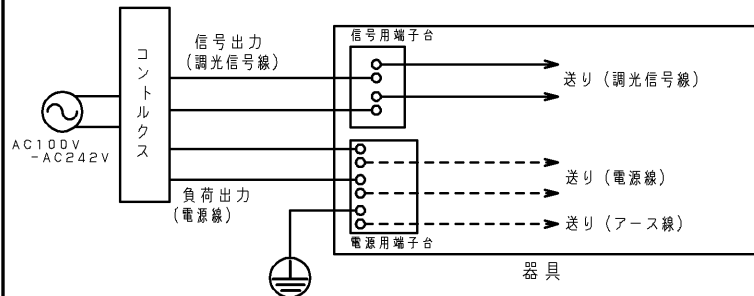 コントルクス
AC100V
-AC242V
信号出力
(調光信号線)
負荷出力
(電源線)
信号用端子台
送り(調光信号線)
送り(電源線)
送り(アース線)
電源用端子台
器具